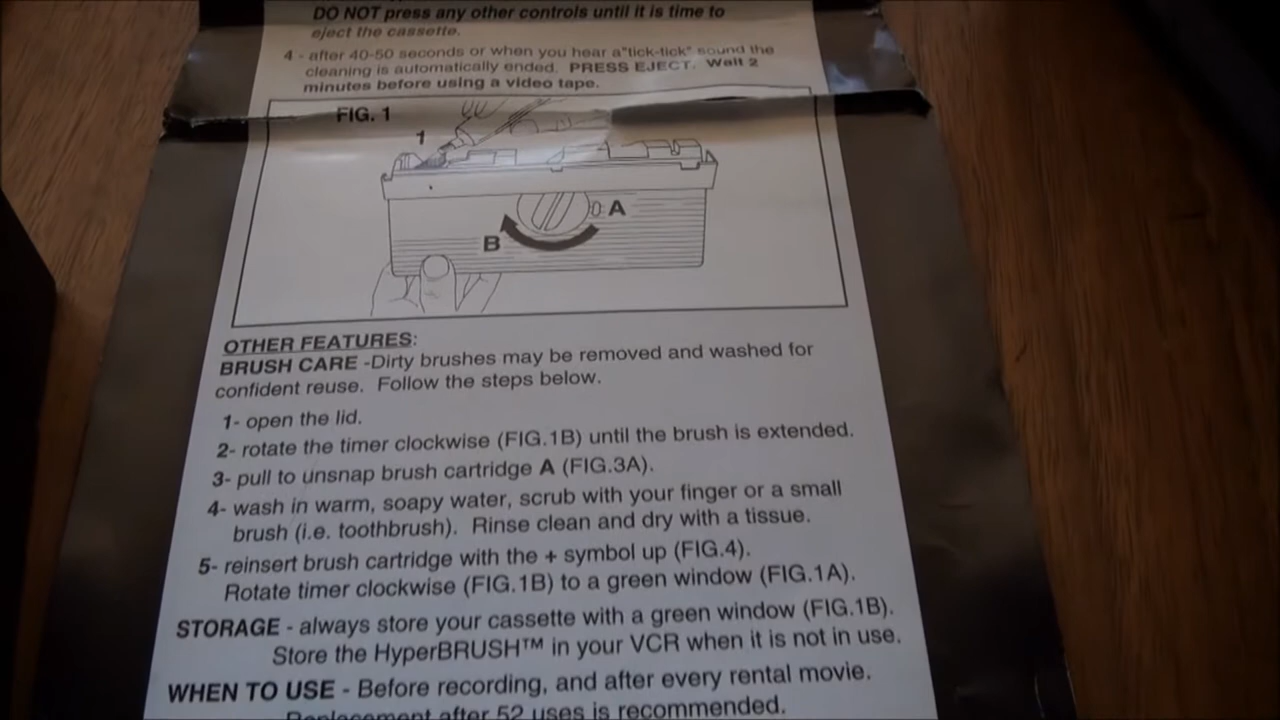 DO NOT press any other controls until it is time to
eject the cassette.
4 - after 40-50 seconds or when you hear a"tick-tick" sound the
cleaning is automatically ended. PRESS EJECT. Wait 2
minutes before using a video tape.
FIG. 1
1
A
B
OTHER FEATURES:
BRUSH CARE -Dirty brushes may be removed and washed for
confident reuse. Follow the steps below.
1- open the lid.
2- rotate the timer clockwise (FIG.1B) until the brush is extended.
3- pull to unsnap brush cartridge A (FIG.3A).
4- wash in warm, soapy water, scrub with your finger or a small
brush (i.e. toothbrush). Rinse clean and dry with a tissue.
5- reinsert brush cartridge with the + symbol up (FIG.4).
Rotate timer clockwise (FIG.1B) to a green window (FIG.1A).
STORAGE - always store your cassette with a green window (FIG.1B).
Store the HyperBRUSH™ in your VCR when it is not in use.
WHEN TO USE - Before recording, and after every rental movie.
Replacement after 52 uses is recommended.